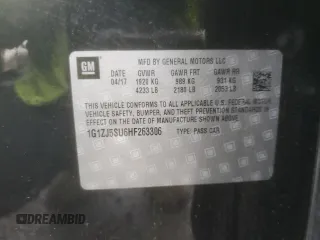 GM
MFD BY GENERAL MOTORS LLC
DATE GVWR GAWR FRT GAWR RR
04/17 1920 KG 989 KG 931 KG
4233 LB 2180 LB 2053 LB
THIS VEHICLE CONFORMS TO ALL APPLICABLE U.S. FEDERAL MOTOR
VEHICLE SAFETY, BUMPER, AND THEFT PREVENTION STANDARDS
IN EFFECT ON THE DATE OF MANUFACTURE SHOWN ABOVE.
1G1ZJ5SU6HF263306 TYPE: PASS CAR